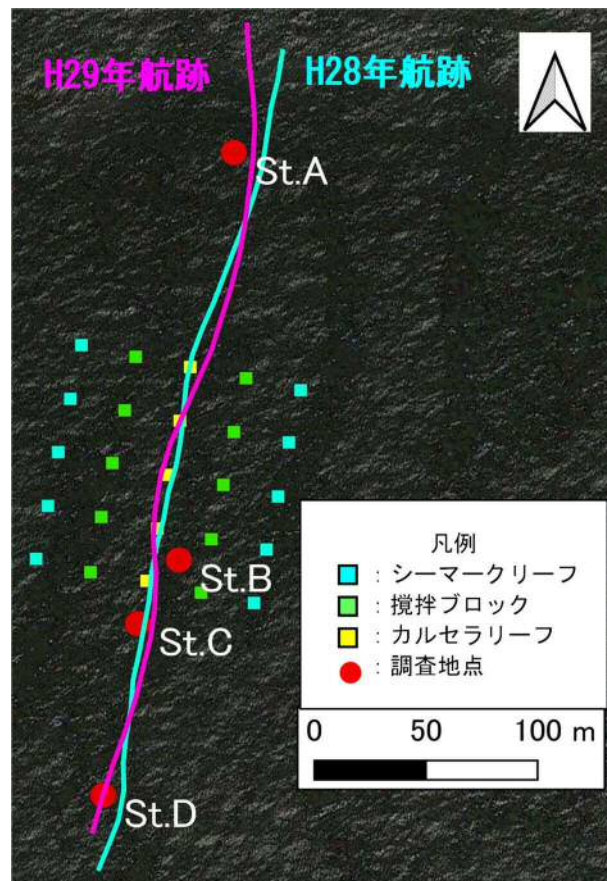 H29年航跡
H28年航跡
St.A
St.B
St.C
St.D
凡例
: シーマークリーフ
: 撹拌ブロック
: カルセラリーフ
: 調査地点
0 50 100 m